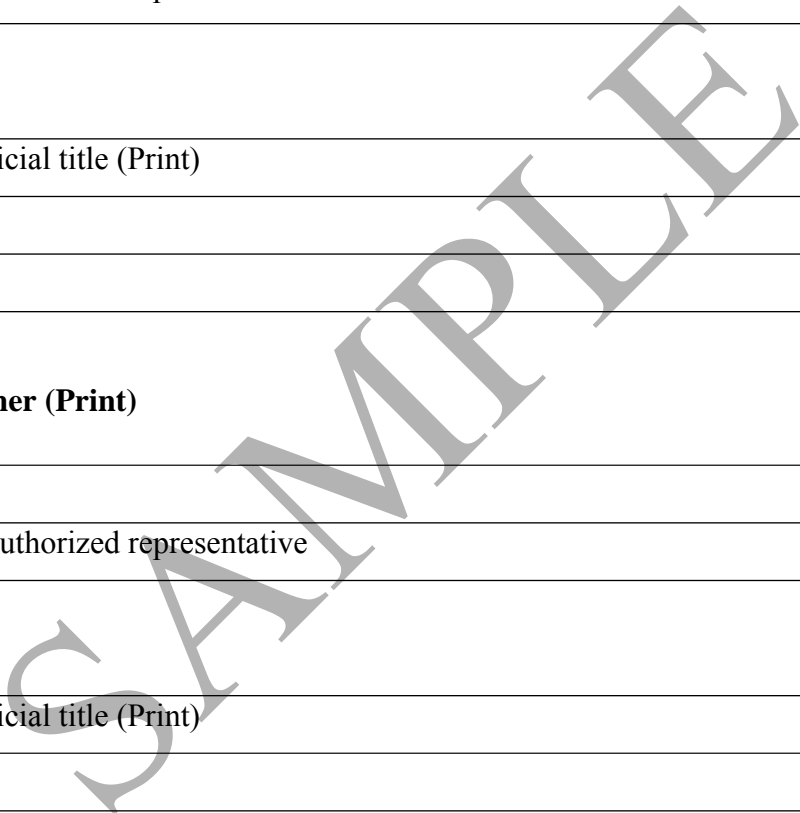 icial title (Print)
ner (Print)
uthorized representative
icial title (Print)
SAMPLE